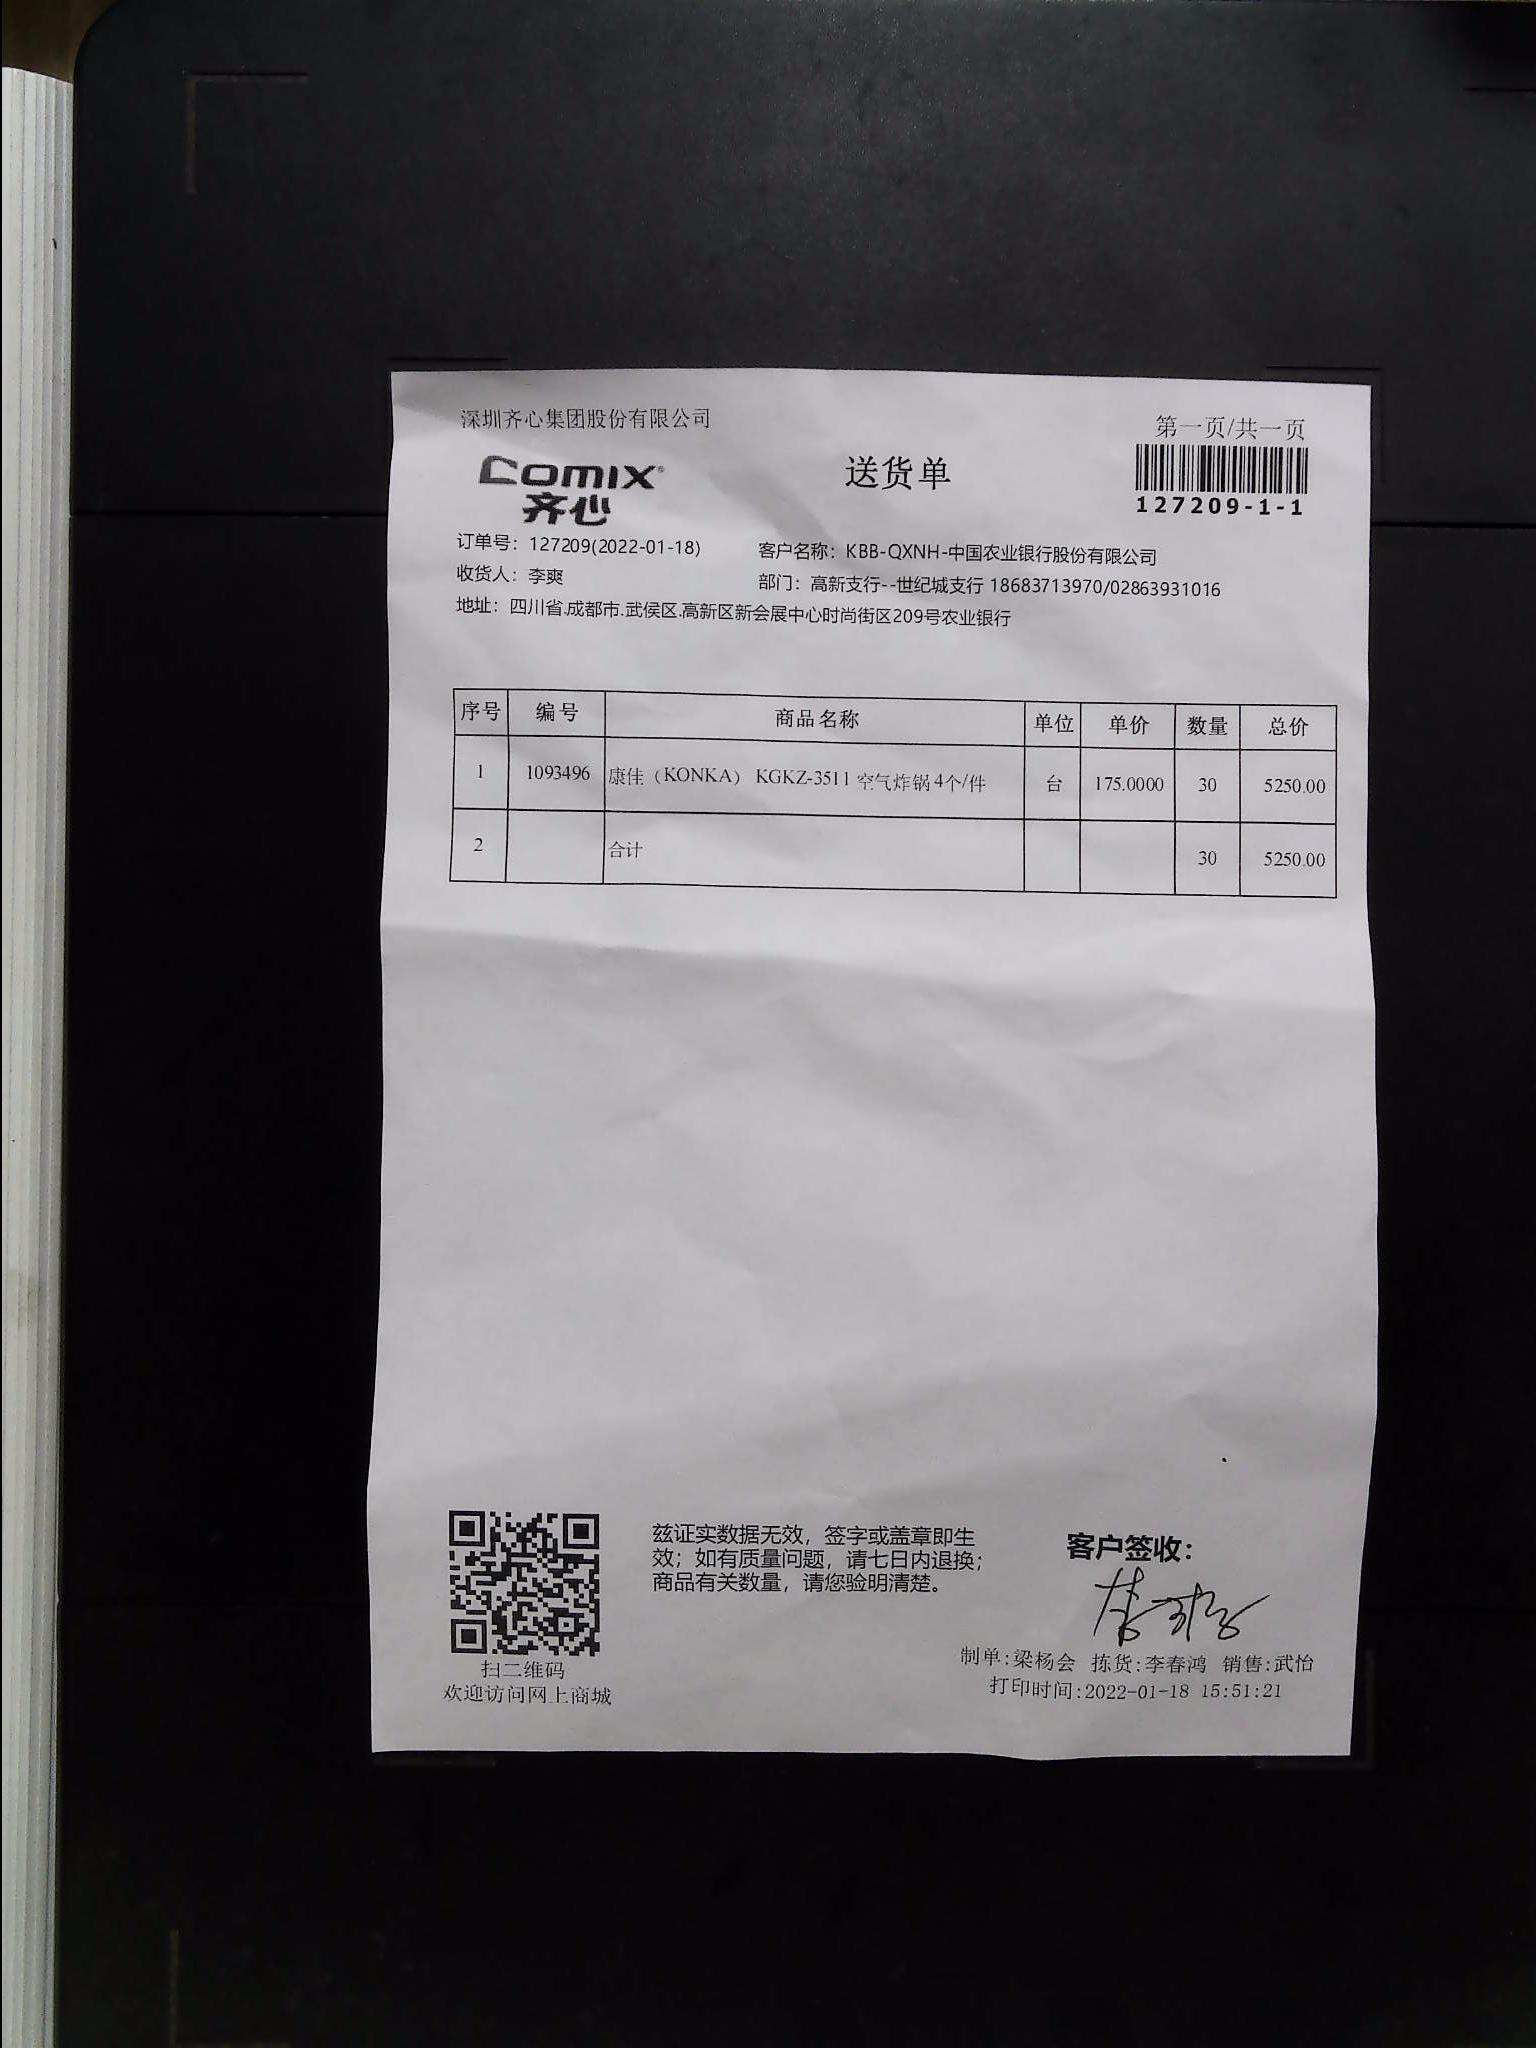 深圳齐心集团股份有限公司
第一页/共一页
COMIX®
齐心
送货单
127209-1-1
订单号：127209(2022-01-18)
客户名称：KBB-QXNH-中国农业银行股份有限公司
收货人：李爽
部门：高新支行--世纪城支行 18683713970/02863931016
地址：四川省.成都市.武侯区.高新区新会展中心时尚街区209号农业银行
序号 编号 商品名称 单位 单价 数量 总价
1 1093496 康佳（KONKA） KGKZ-3511 空气炸锅 4个/件 台 175.0000 30 5250.00
2 合计 30 5250.00
兹证实数据无效，签字或盖章即生
效；如有质量问题，请七日内退换；
商品有关数量，请您验明清楚。
客户签收：
扫二维码
欢迎访问网上商城
制单:梁杨会 拣货:李春鸿 销售:武怡
打印时间:2022-01-18 15:51:21